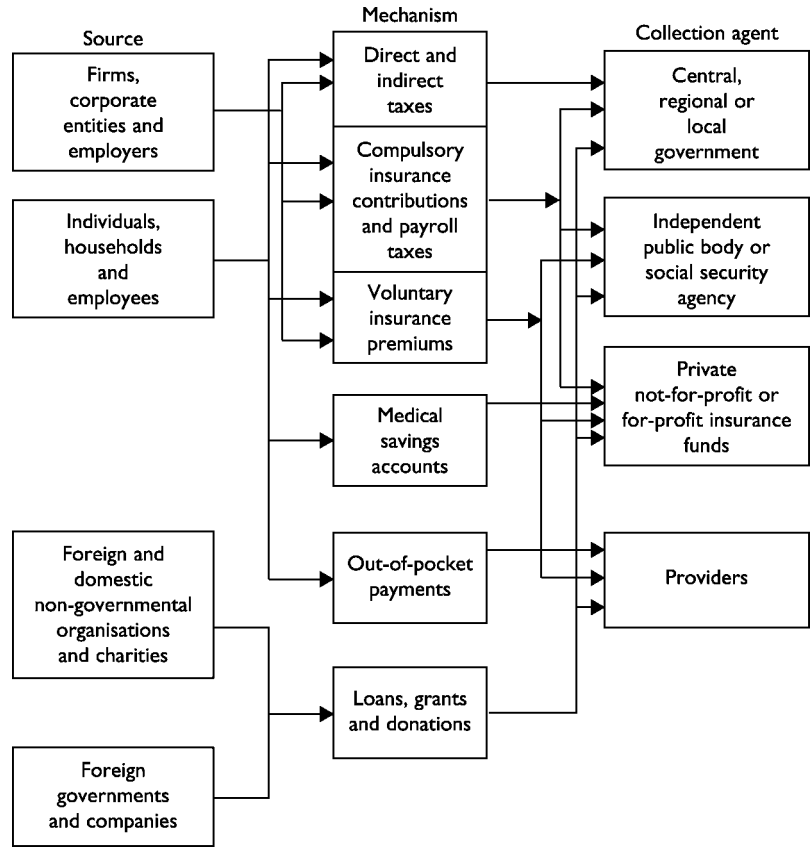 Source
Firms,
corporate
entities and
employers
Individuals,
households
and
employees
Foreign and
domestic
non-governmental
organisations
and charities
Foreign
governments
and companies
Mechanism
Direct and
indirect
taxes
Compulsory
insurance
contributions
and payroll
taxes
Voluntary
insurance
premiums
Medical
savings
accounts
Out-of-pocket
payments
Loans, grants
and donations
Collection agent
Central,
regional or
local
government
Independent
public body or
social security
agency
Private
not-for-profit or
for-profit insurance
funds
Providers